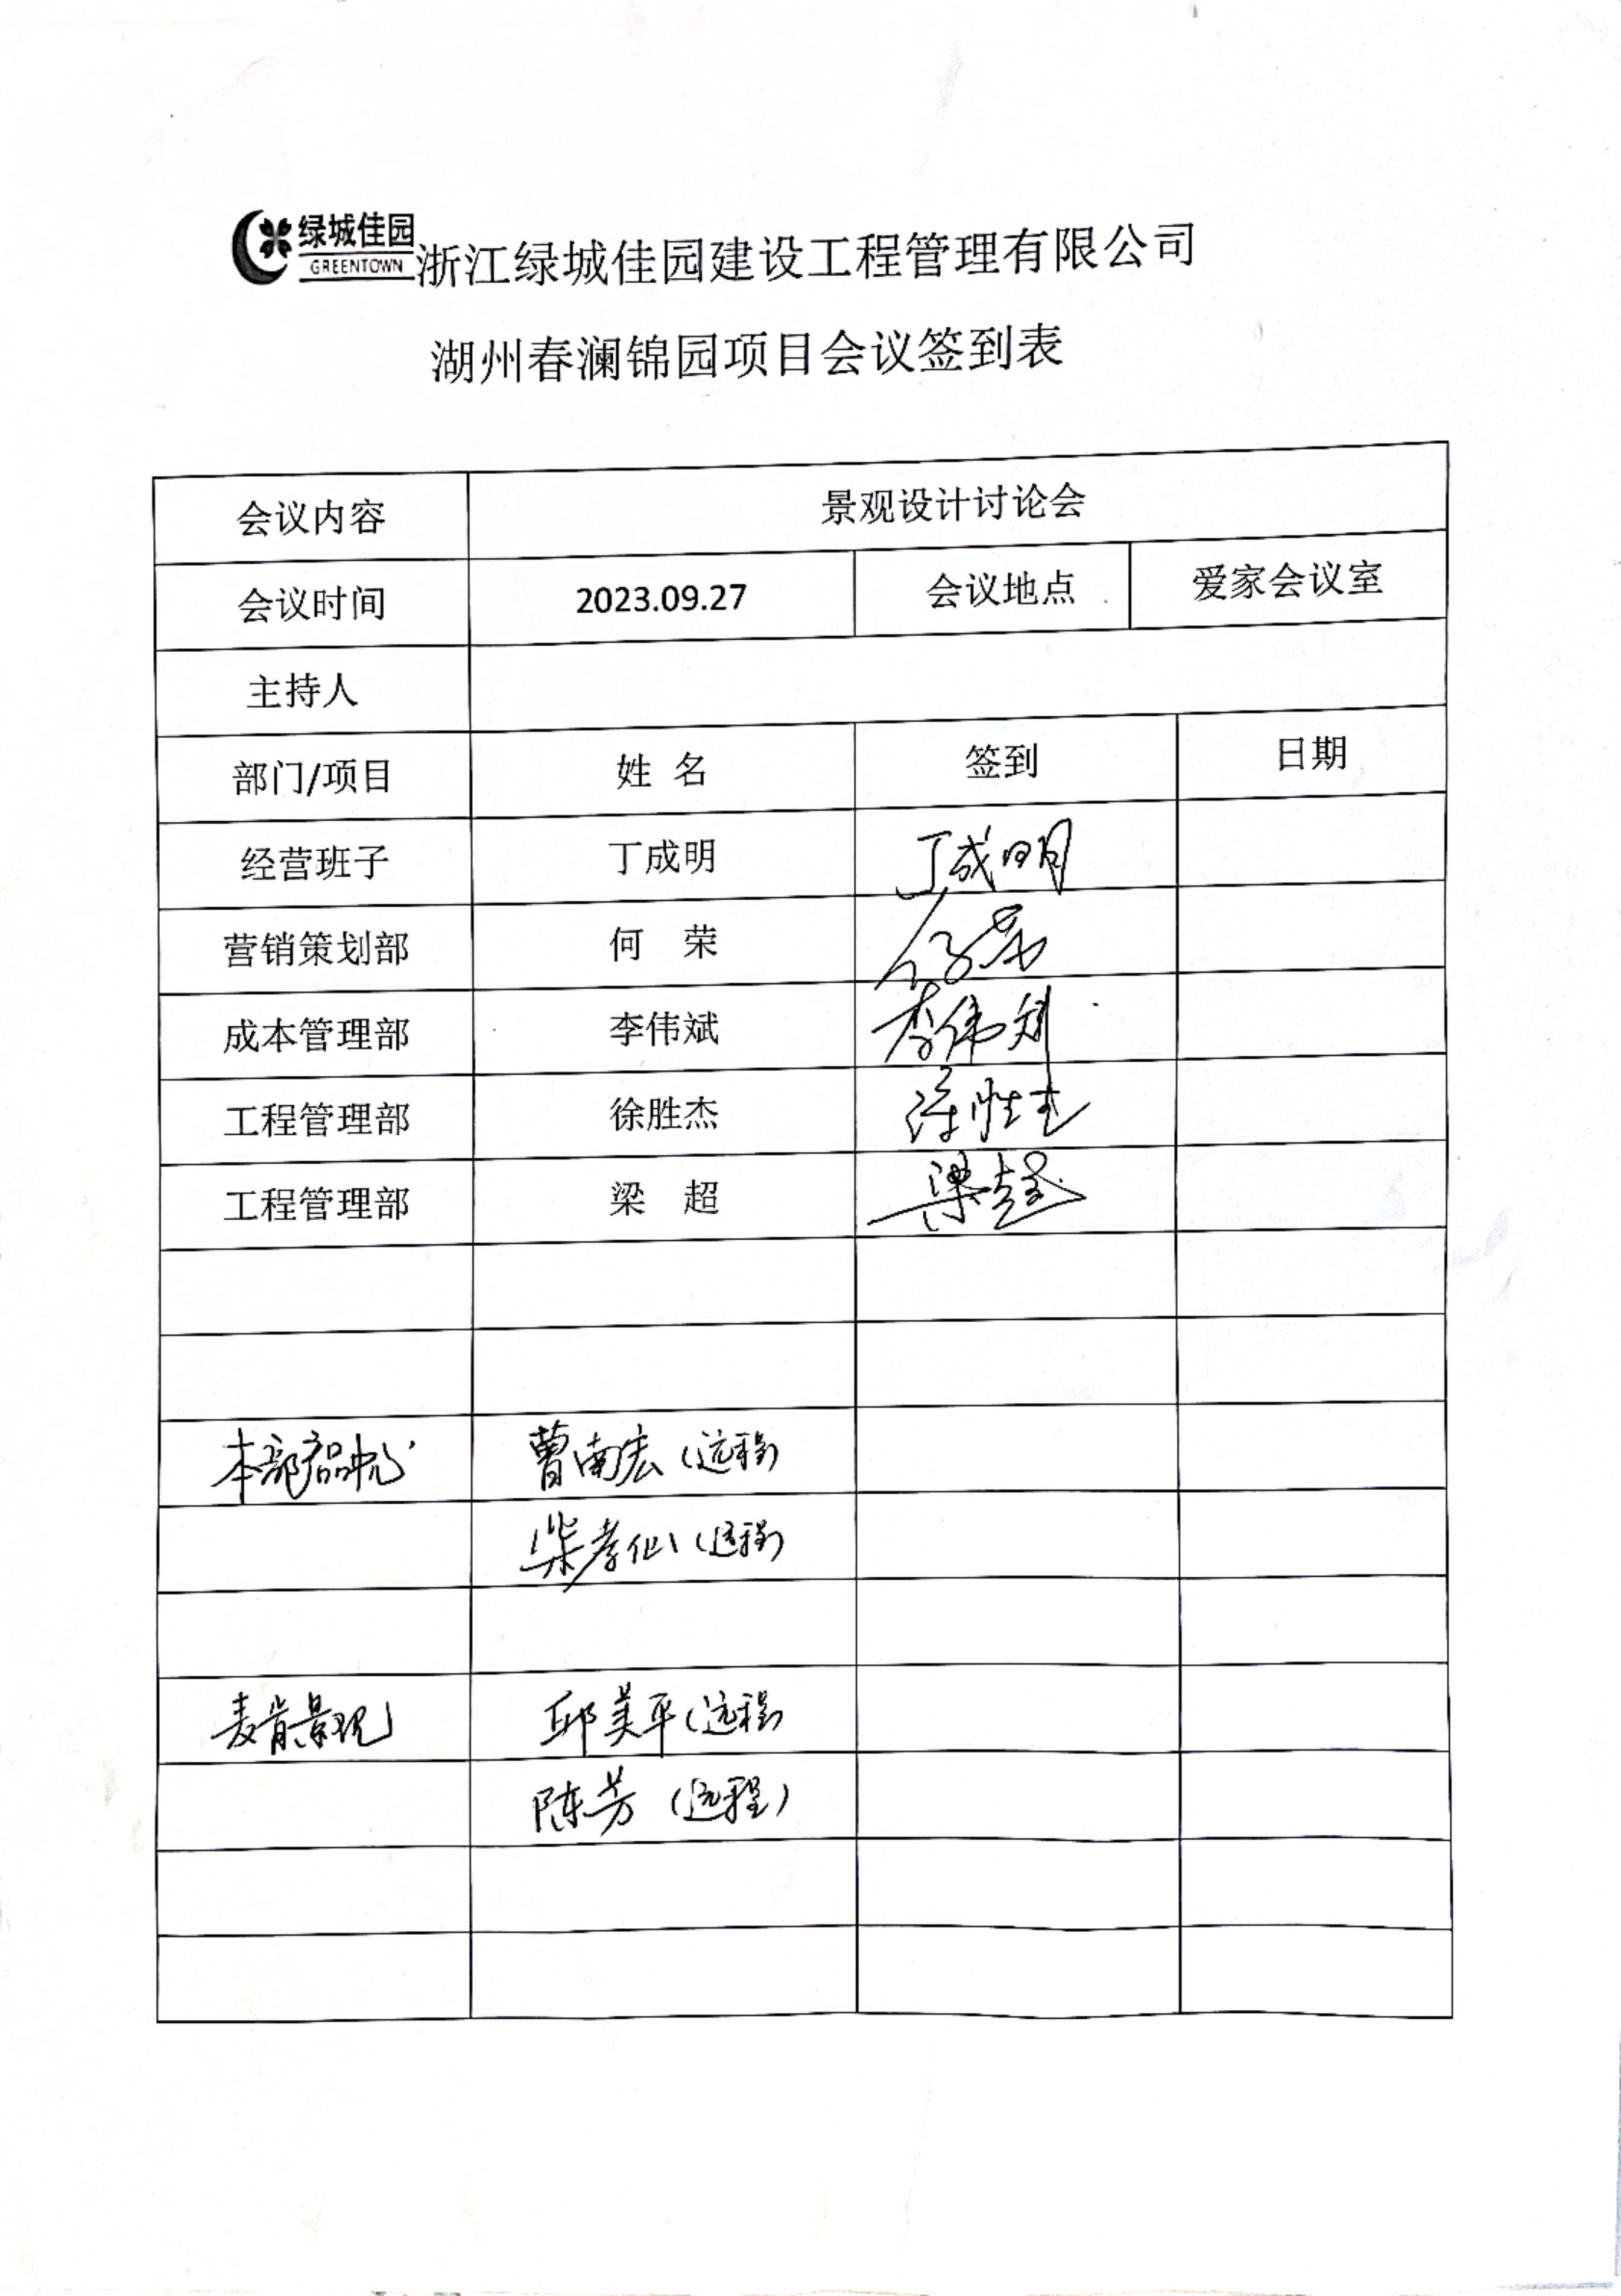 绿城佳园
GREENTOWN
浙江绿城佳园建设工程管理有限公司
湖州春澜锦园项目会议签到表
会议内容 景观设计讨论会
会议时间 2023.09.27 会议地点 爱家会议室
主持人
部门/项目 姓 名 签到 日期
经营班子 丁成明 丁成明
营销策划部 何 荣 何荣
成本管理部 李伟斌 李伟斌
工程管理部 徐胜杰 徐胜杰
工程管理部 梁 超 梁超
本部产品中心 曹南宏（远程）
柴孝仙（远程）
麦肯景观 邱美平（远程）
陈芳（远程）